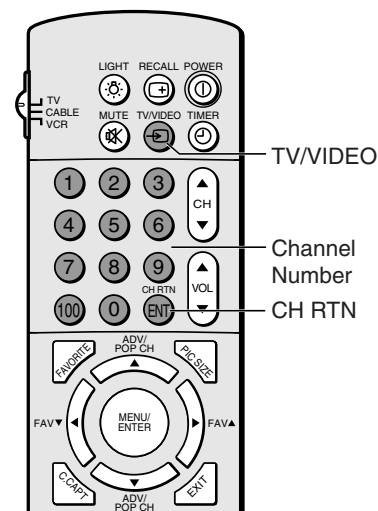 LIGHT RECALL POWER
TV
CABLE
VCR
MUTE TV/VIDEO TIMER
TV/VIDEO
1 2 3
CH
4 5 6
Channel
Number
7 8 9
VOL
CH RTN
100 0 ENT
CH RTN
ADV/
POP CH
FAVORITE
PIC SIZE
MENU/
ENTER
FAV▼
FAV▲
C.CAPT
EXIT
ADV/
POP CH